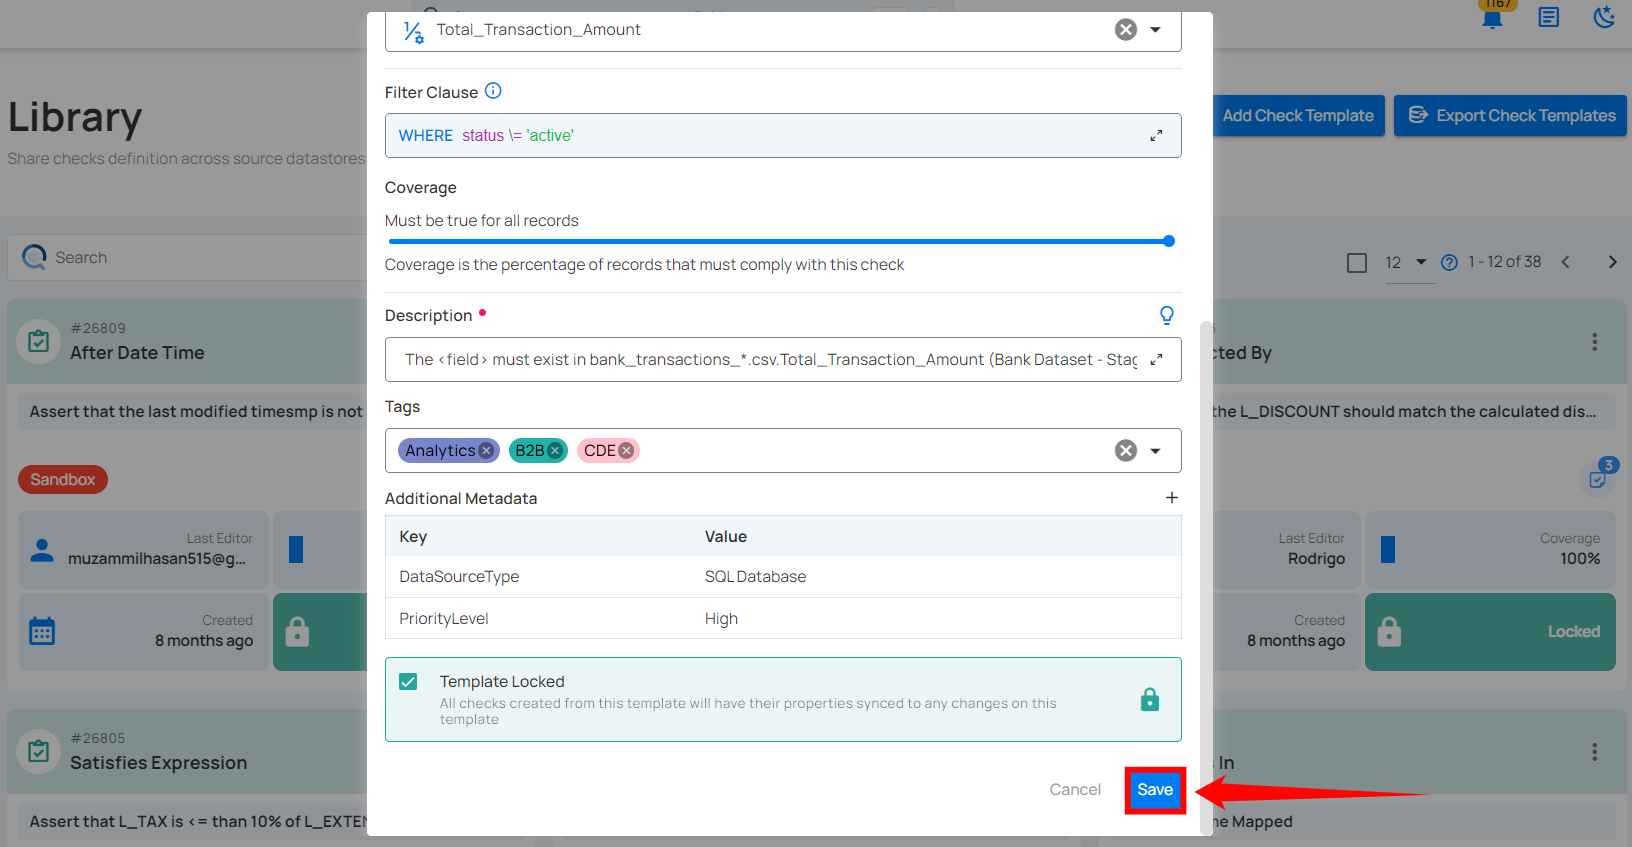 1167
Total_Transaction_Amount
Library
Share checks definition across source datastores
Add Check Template
Export Check Templates
Filter Clause
WHERE status \= 'active'
Coverage
Must be true for all records
Coverage is the percentage of records that must comply with this check
Search
12
1 - 12 of 38
Description
The <field> must exist in bank_transactions_*.csv.Total_Transaction_Amount (Bank Dataset - Stag
Tags
Analytics
B2B
CDE
Additional Metadata
Key
Value
DataSourceType
SQL Database
PriorityLevel
High
Template Locked
All checks created from this template will have their properties synced to any changes on this
template
Cancel
Save
#26809
After Date Time
Assert that the last modified timesmp is not
Sandbox
Last Editor
muzammilhasan515@g...
Created
8 months ago
#26805
Satisfies Expression
Assert that L_TAX is <= than 10% of L_EXTEN
cted By
the L_DISCOUNT should match the calculated dis...
3
Last Editor
Rodrigo
Coverage
100%
Created
8 months ago
Locked
In
Mapped